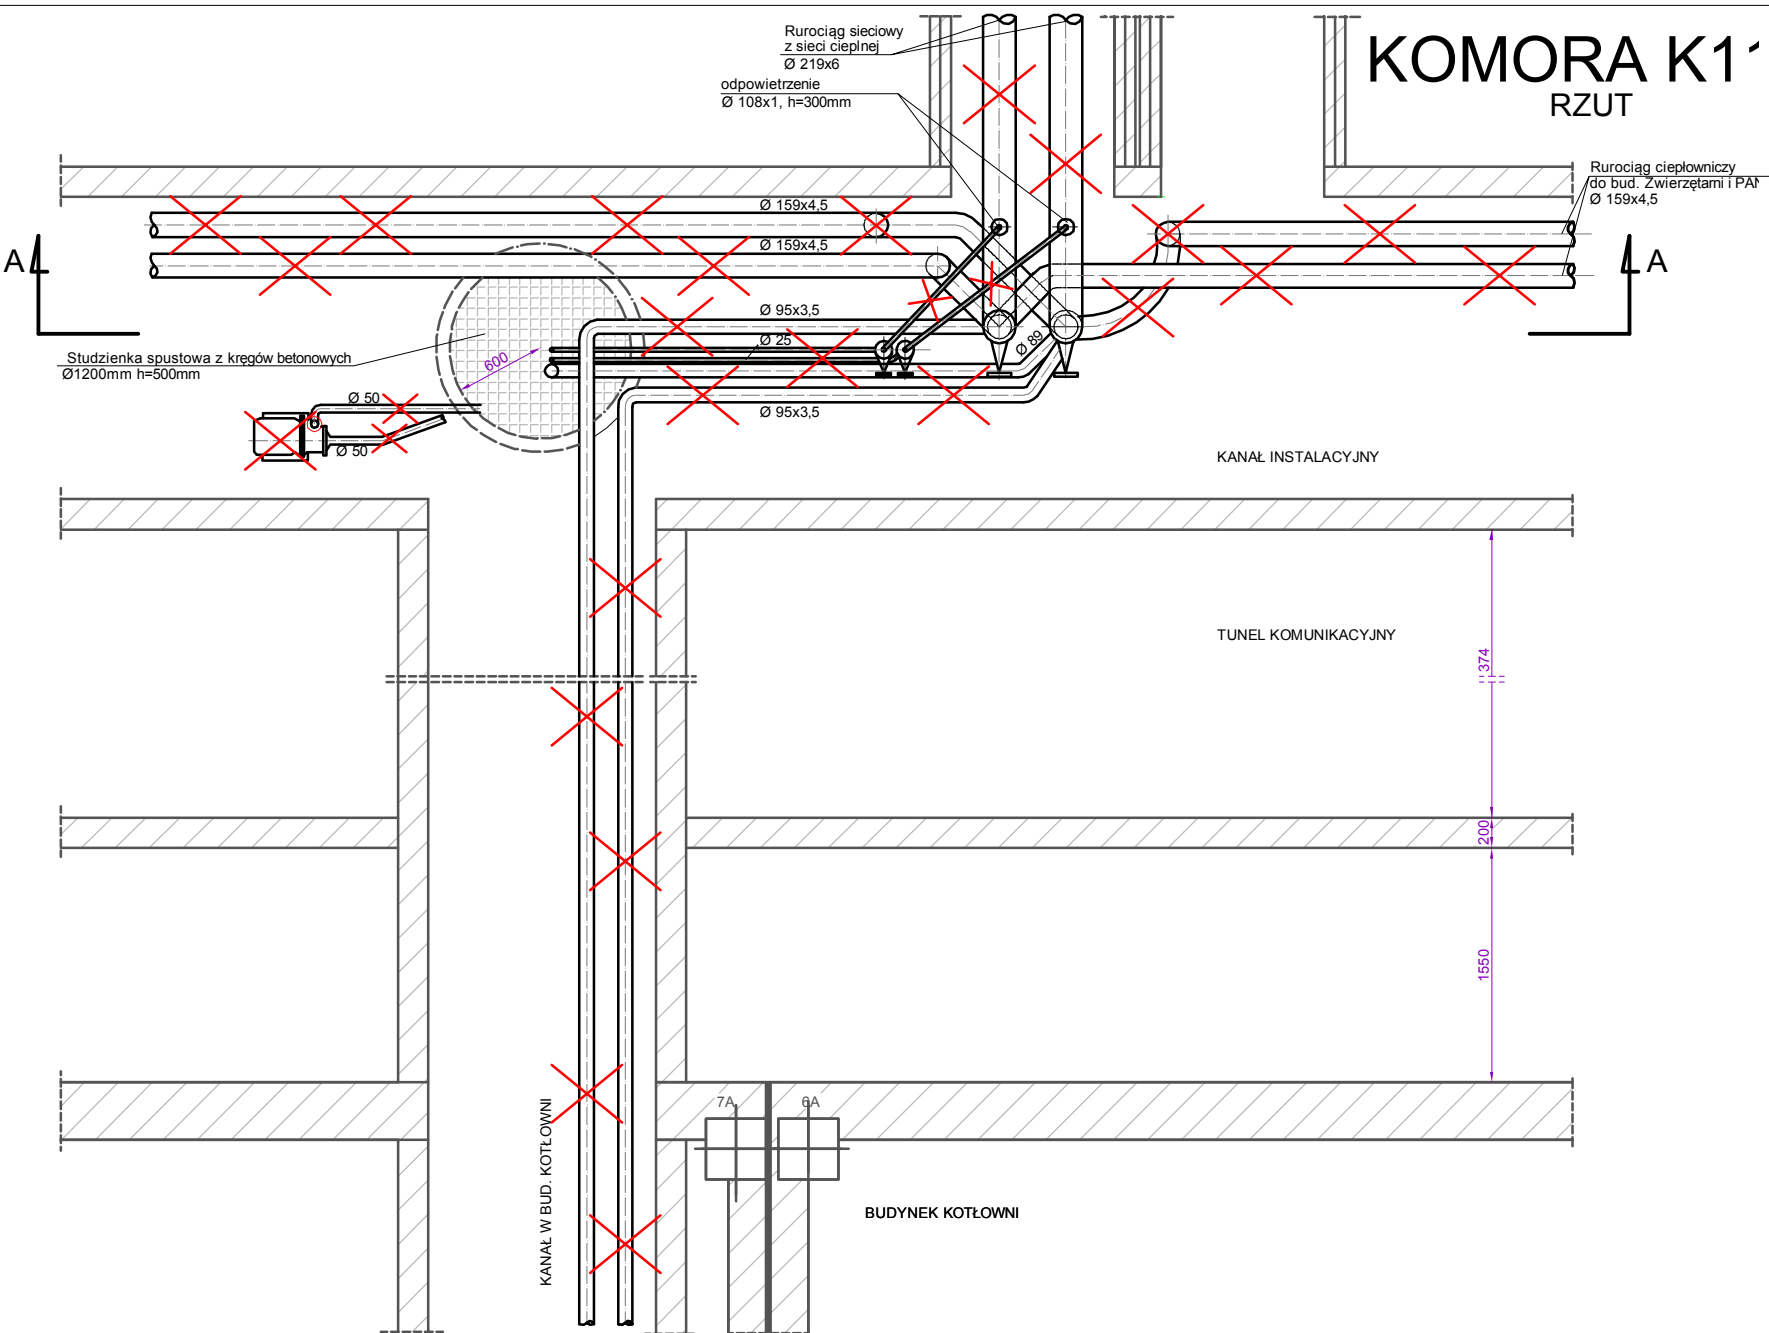 Rurociąg sieciowy
z sieci cieplnej
Ø 219x6
odpowietrzenie
Ø 108x1, h=300mm
KOMORA K11
RZUT
Rurociąg ciepłowniczy
do bud. Zwierzętarni i PAN
Ø 159x4,5
Ø 159x4,5
Ø 159x4,5
A
A
Ø 95x3,5
Ø 25
Ø 89
Studzienka spustowa z kręgów betonowych
Ø1200mm h=500mm
600
Ø 50
Ø 50
Ø 95x3,5
KANAŁ INSTALACYJNY
TUNEL KOMUNIKACYJNY
374
200
1550
7A
6A
KANAŁ W BUD. KOTŁOWNI
BUDYNEK KOTŁOWNI